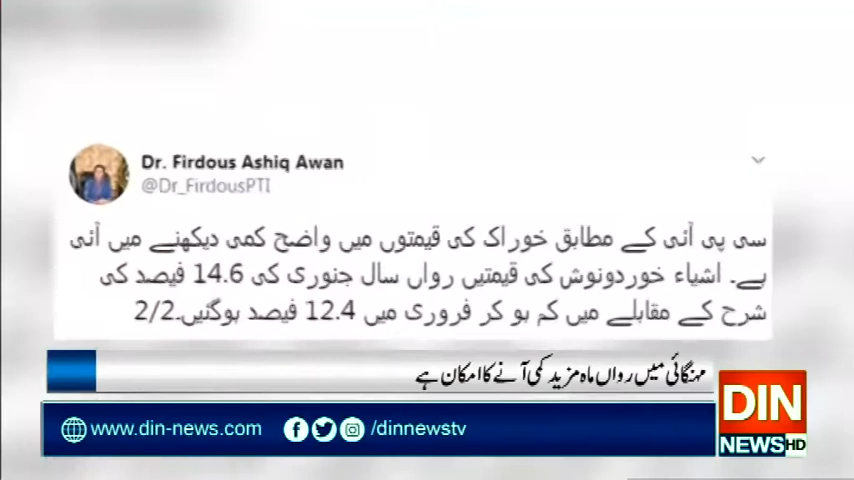 Dr. Firdous Ashiq Awan
@Dr_FirdousPTI
سی پی آئی کے مطابق خوراک کی قیمتوں میں واضح کمی دیکھنے میں آئی
ہے۔ اشیاء خوردونوش کی قیمتیں رواں سال جنوری کی 14.6 فیصد کی
شرح کے مقابلے میں کم ہو کر فروری میں 12.4 فیصد ہوگئیں۔2/2
مہنگائی میں رواں ماہ مزید کمی آنے کا امکان ہے
www.din-news.com /dinnewstv
DIN
NEWS HD